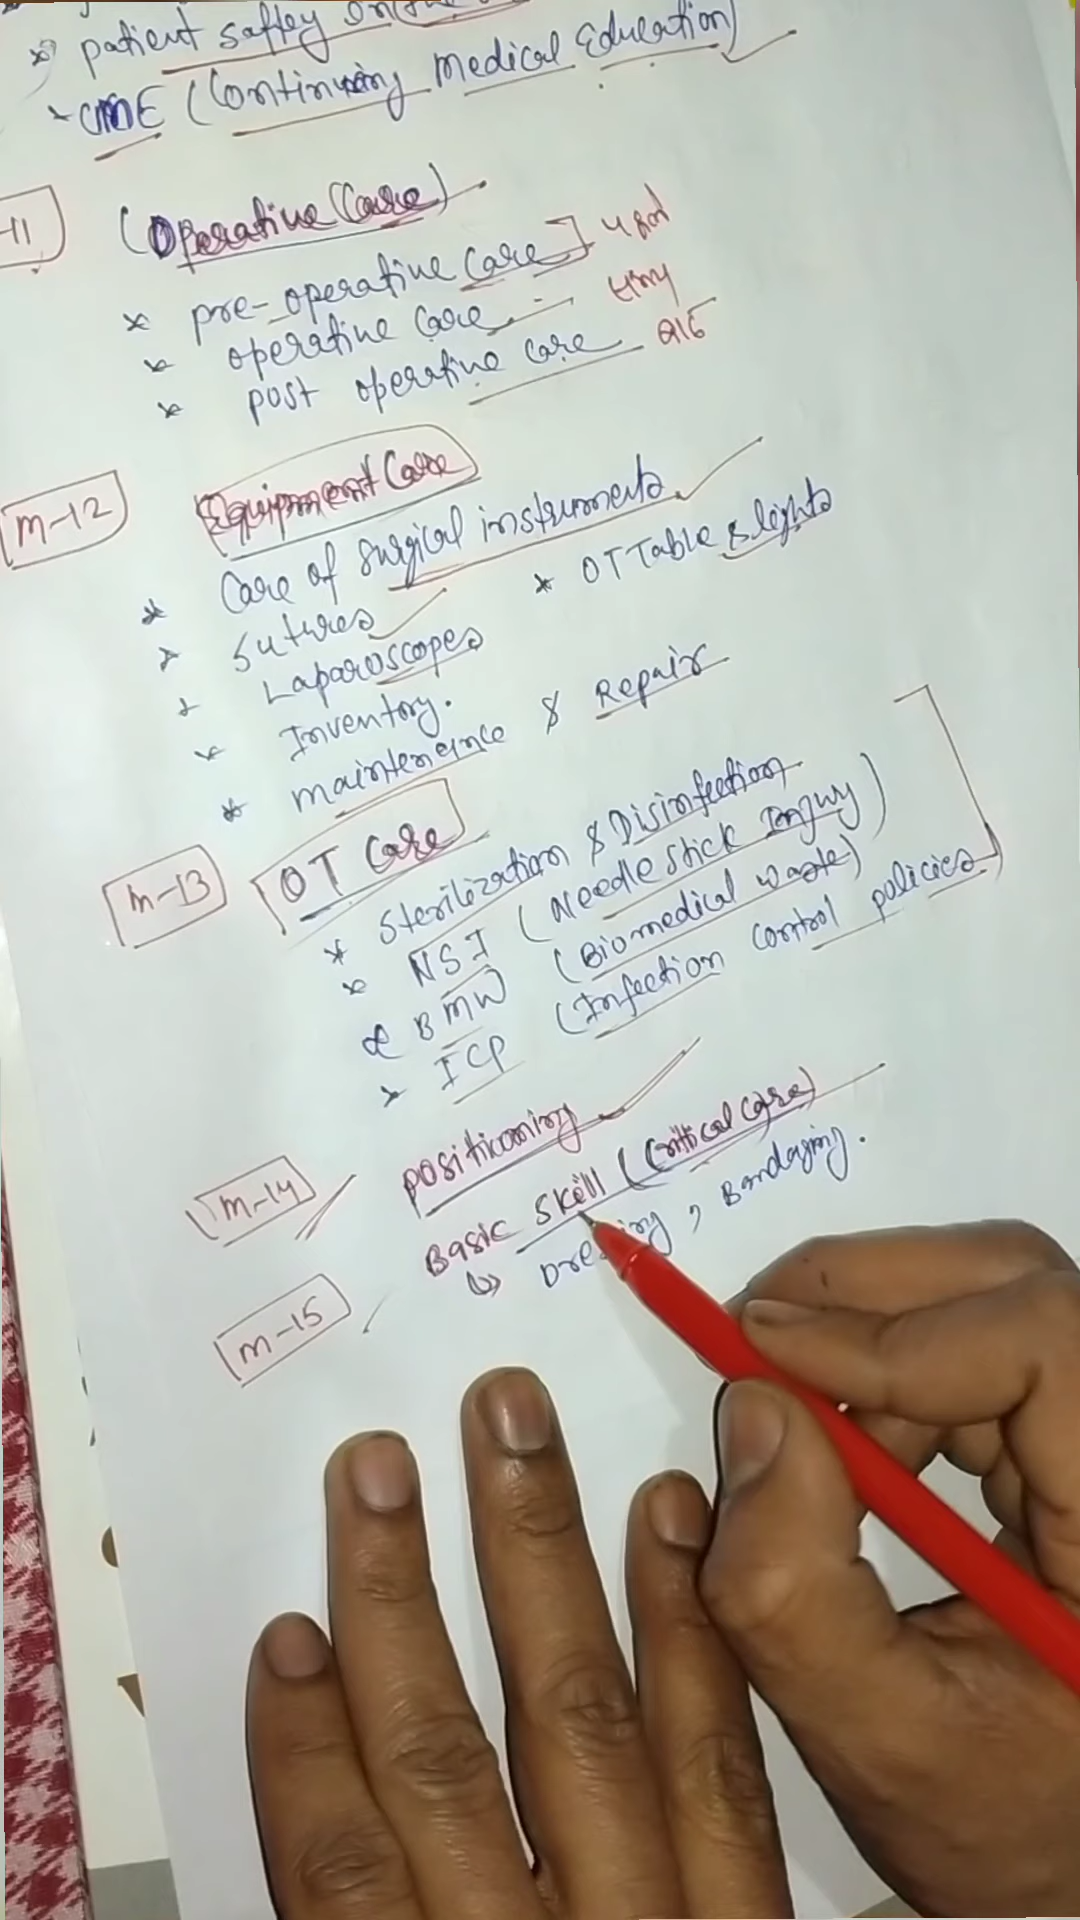 * patient saftey
* CME (Continuing medical Education)
-11 (Operative Care)
* pre-operative care] पहले
* operative care
* post operative care बाद
m-12 Equipment Care
* Care of surgical instruments
* Sutures * OT Table & lights
* Laparoscopes
* Inventory.
* maintenance & Repair
m-13 OT Care
* Sterilization & Disinfection
* NSI (Needle stick Injury)
* BMW (Biomedical waste)
* ICP (Infection control policies)
m-14 positioning
m-15 Basic skill (Critical care)
Dressing, Bandaging.